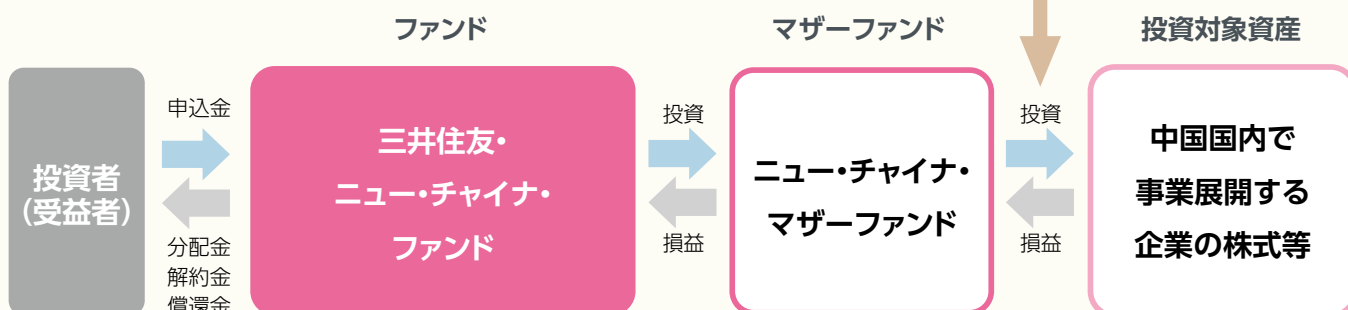 ファンド
マザーファンド
投資対象資産
投資者
（受益者）
申込金
分配金
解約金
償還金
三井住友・
ニュー・チャイナ・
ファンド
投資
損益
ニュー・チャイナ・
マザーファンド
投資
損益
中国国内で
事業展開する
企業の株式等